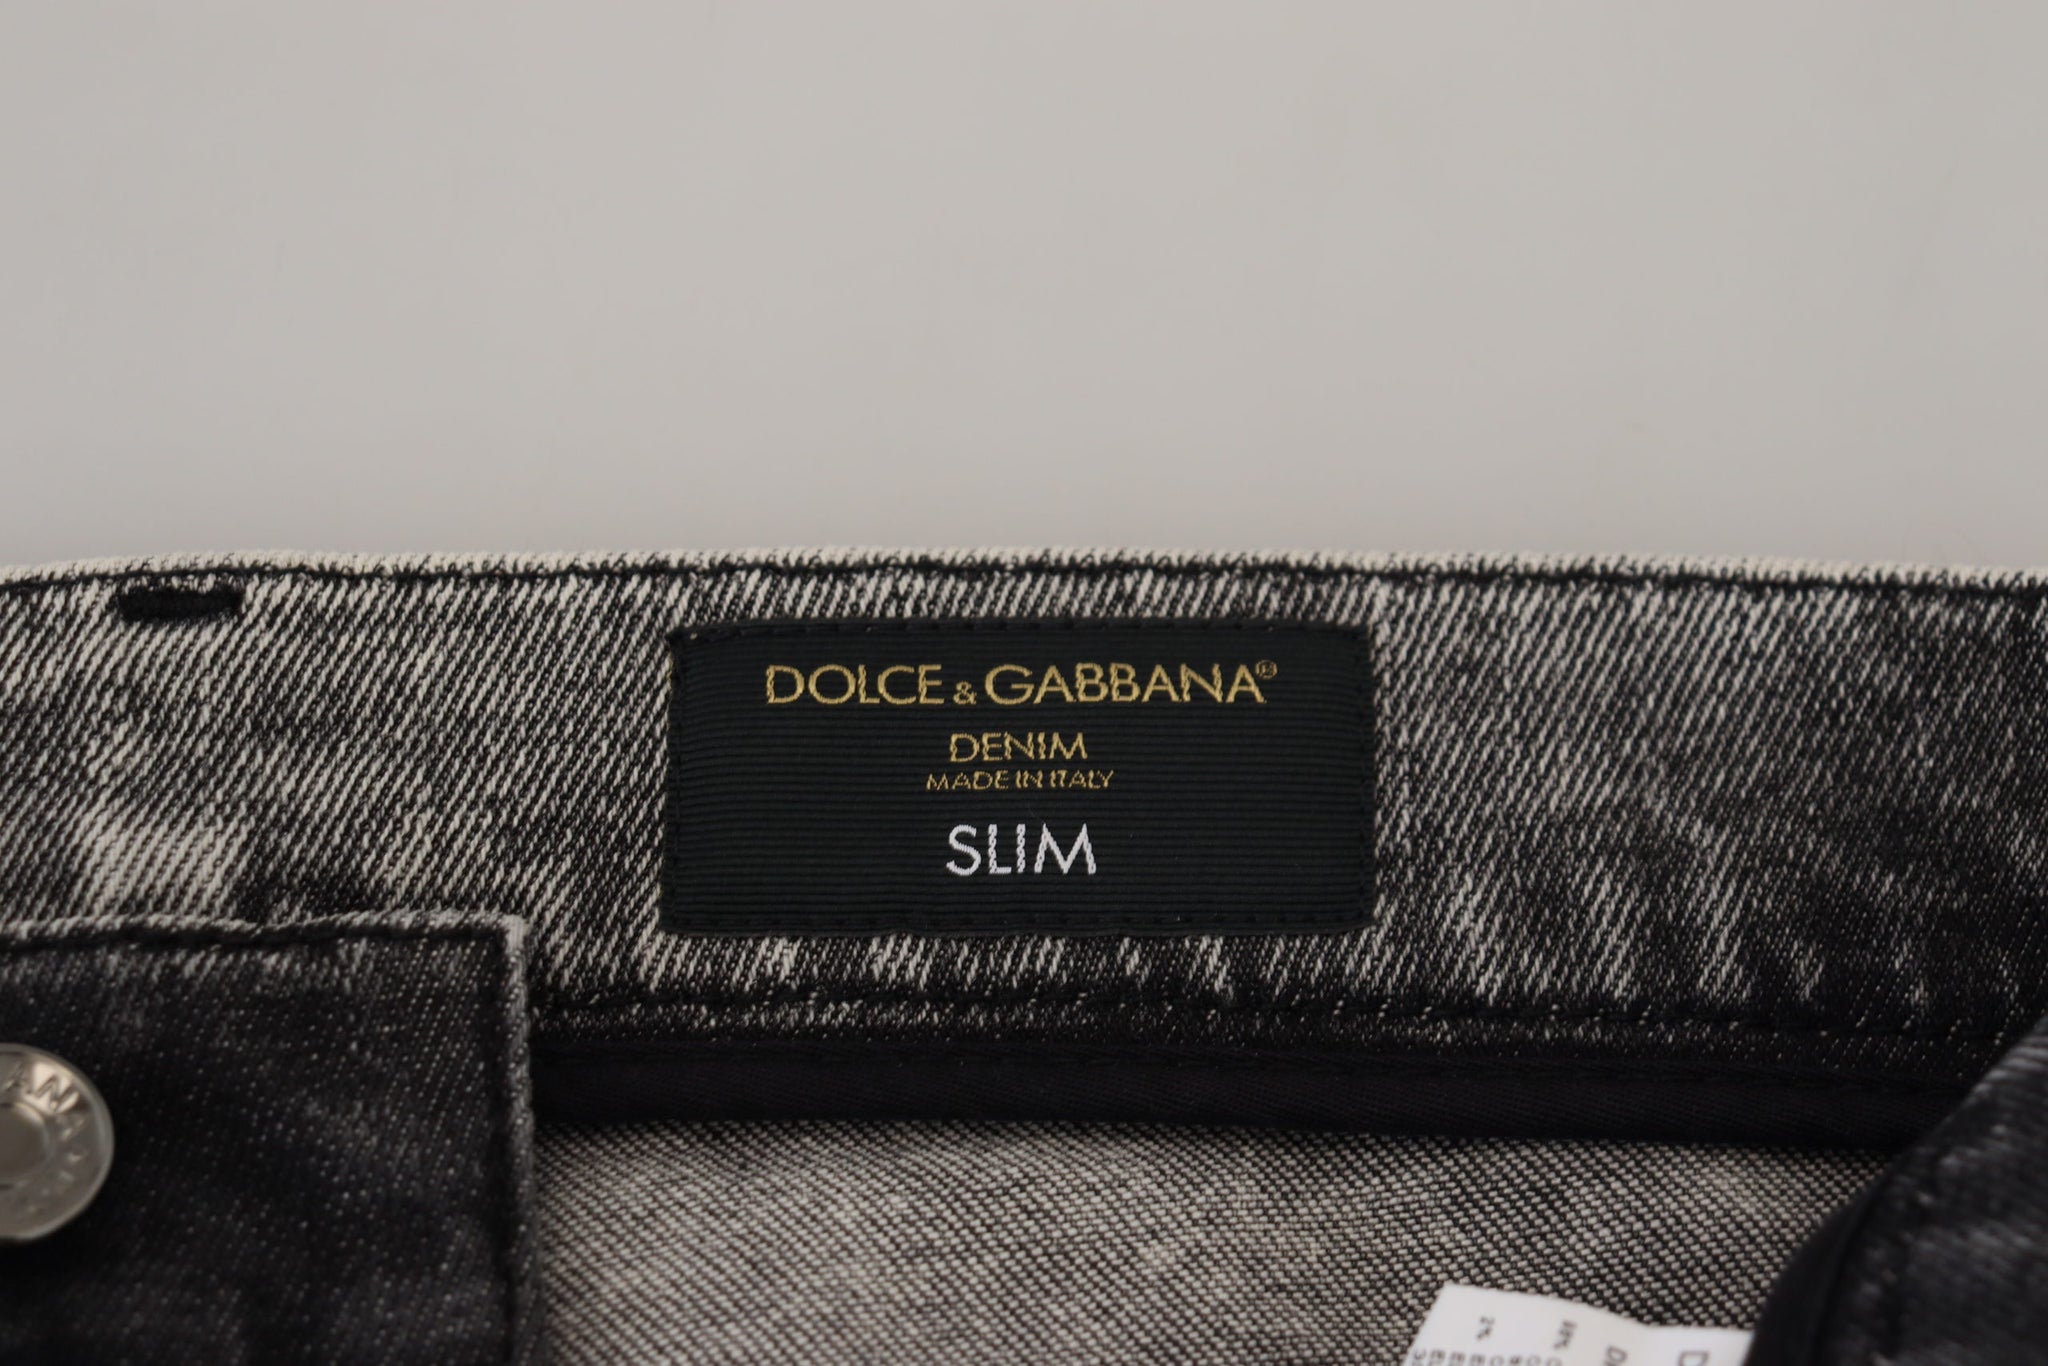 DOLCE & GABBANA®
DENIM
MADE IN ITALY
SLIM